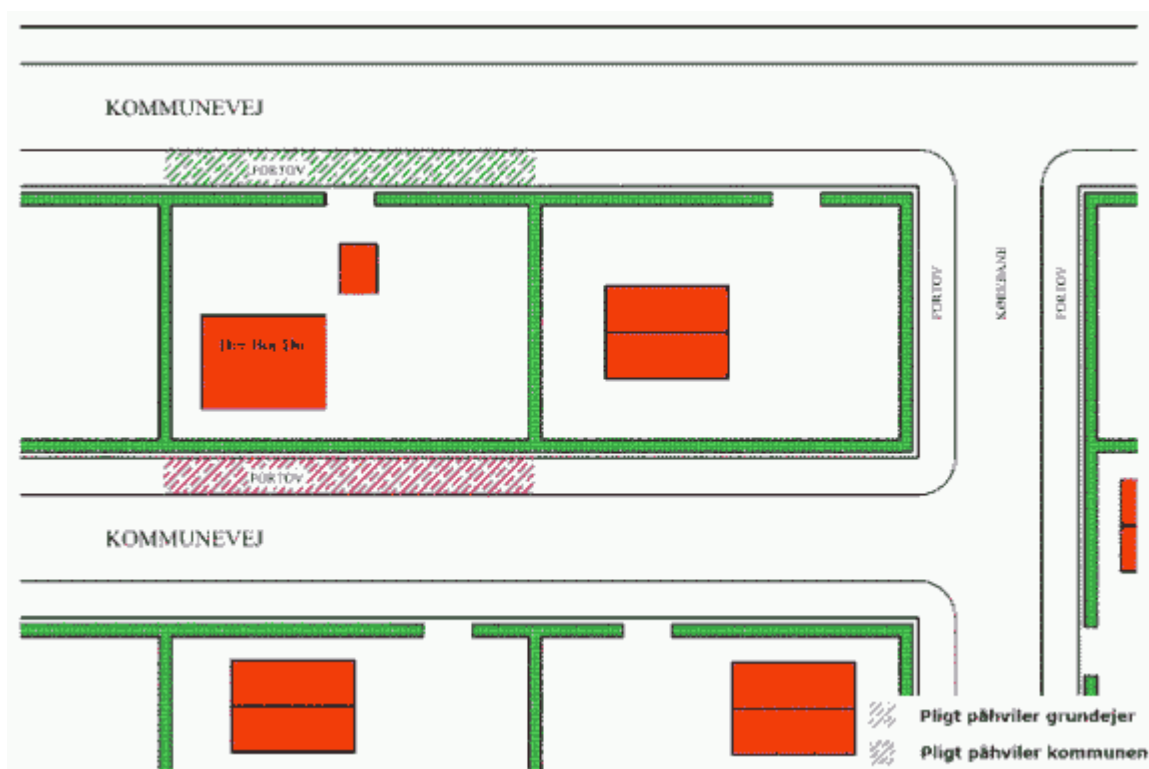 KOMMUNEVEJ
FORTOV
FORTOV
KØREBANE
FORTOV
FORTOV
KOMMUNEVEJ
Pligt påhviler grundejer
Pligt påhviler kommunen